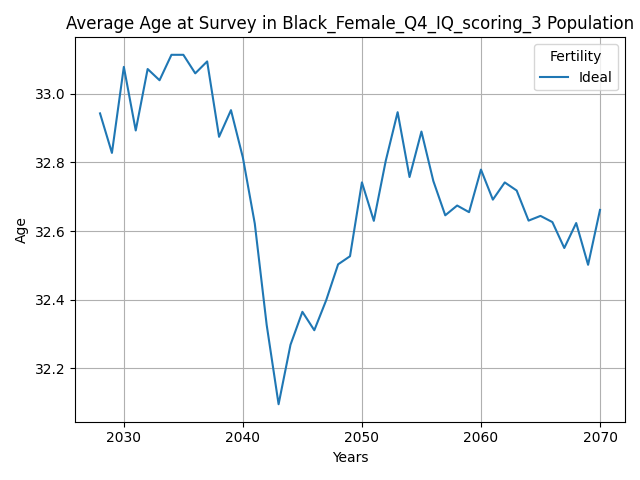 Average Age at Survey in Black_Female_Q4_IQ_scoring_3 Population
Fertility
Ideal
33.0
32.8
32.6
32.4
32.2
Age
2030 2040 2050 2060 2070
Years